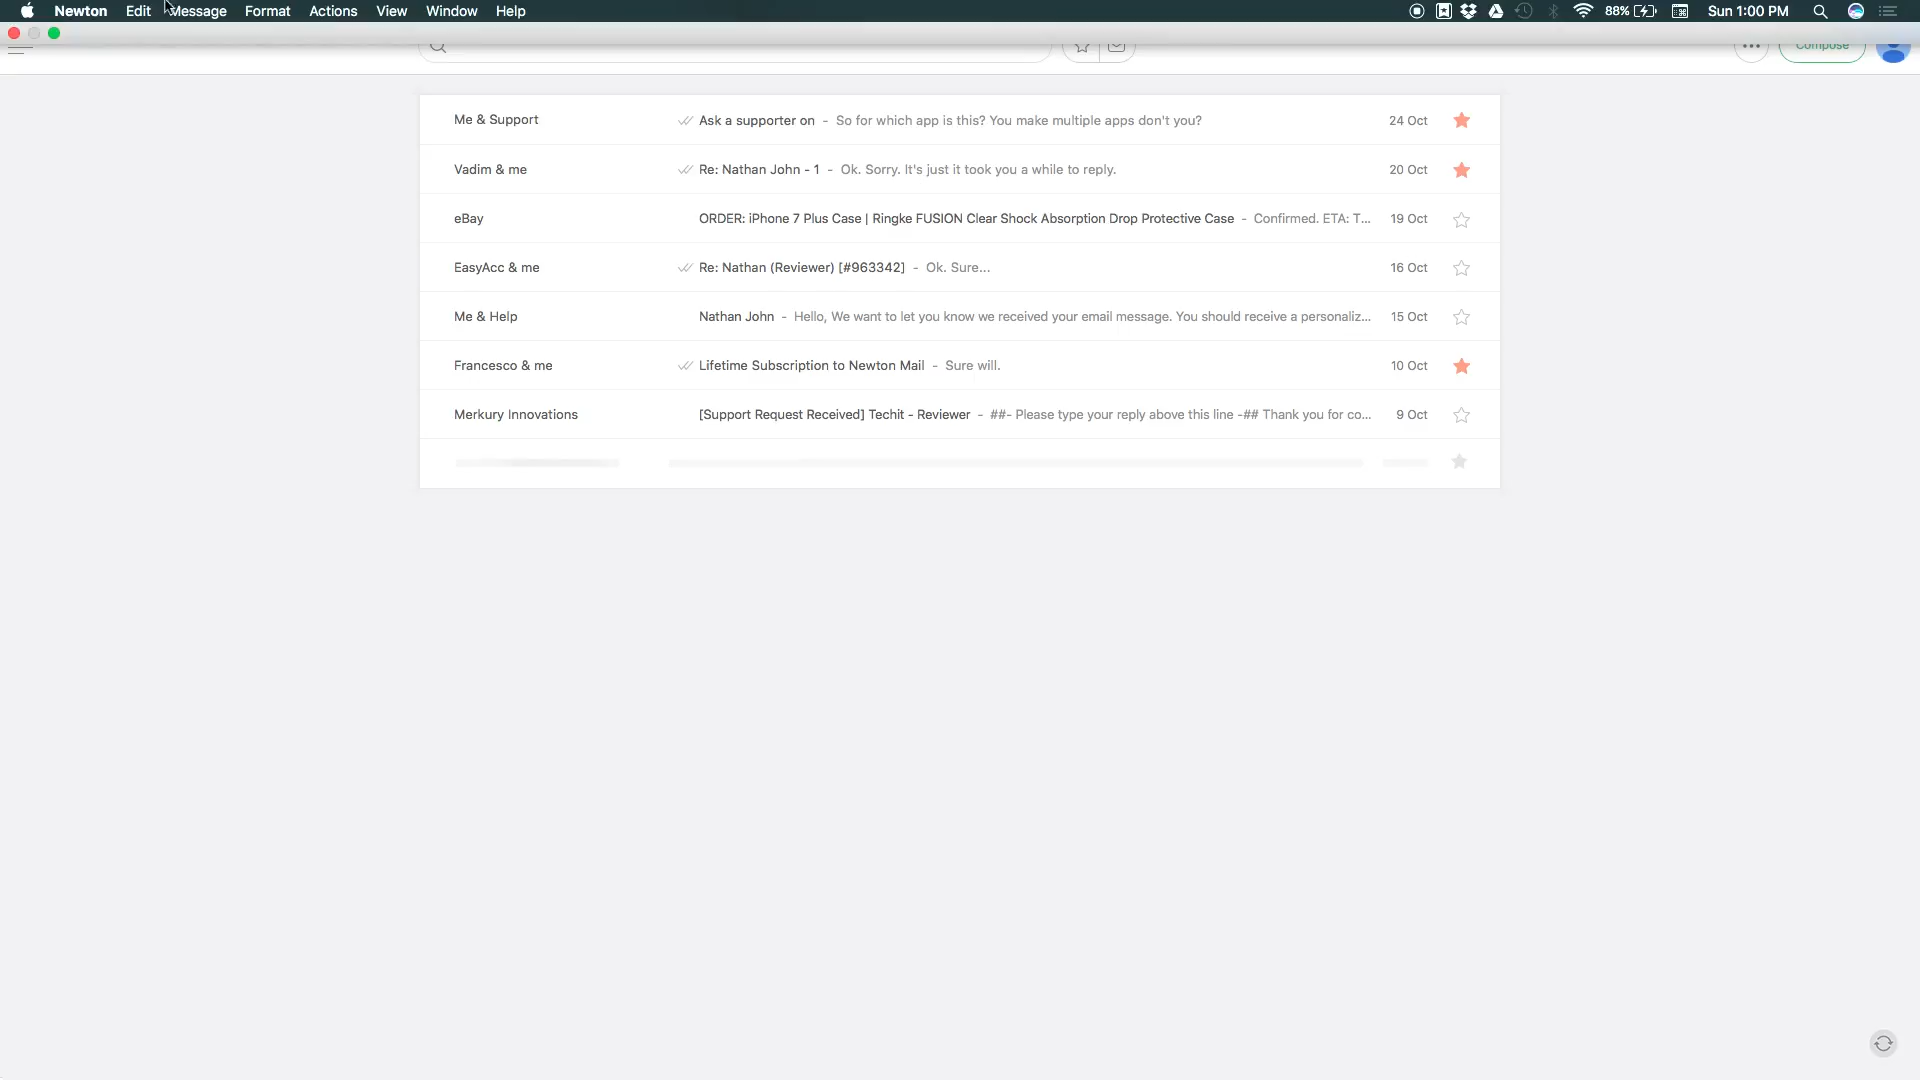 Newton Edit Message Format Actions View Window Help 88% Sun 1:00 PM
Compose
Me & Support Ask a supporter on - So for which app is this? You make multiple apps don't you? 24 Oct
Vadim & me Re: Nathan John - 1 - Ok. Sorry. It's just it took you a while to reply. 20 Oct
eBay ORDER: iPhone 7 Plus Case | Ringke FUSION Clear Shock Absorption Drop Protective Case - Confirmed. ETA: T... 19 Oct
EasyAcc & me Re: Nathan (Reviewer) [#963342] - Ok. Sure... 16 Oct
Me & Help Nathan John - Hello, We want to let you know we received your email message. You should receive a personaliz... 15 Oct
Francesco & me Lifetime Subscription to Newton Mail - Sure will. 10 Oct
Merkury Innovations [Support Request Received] Techit - Reviewer - ##- Please type your reply above this line -## Thank you for co... 9 Oct